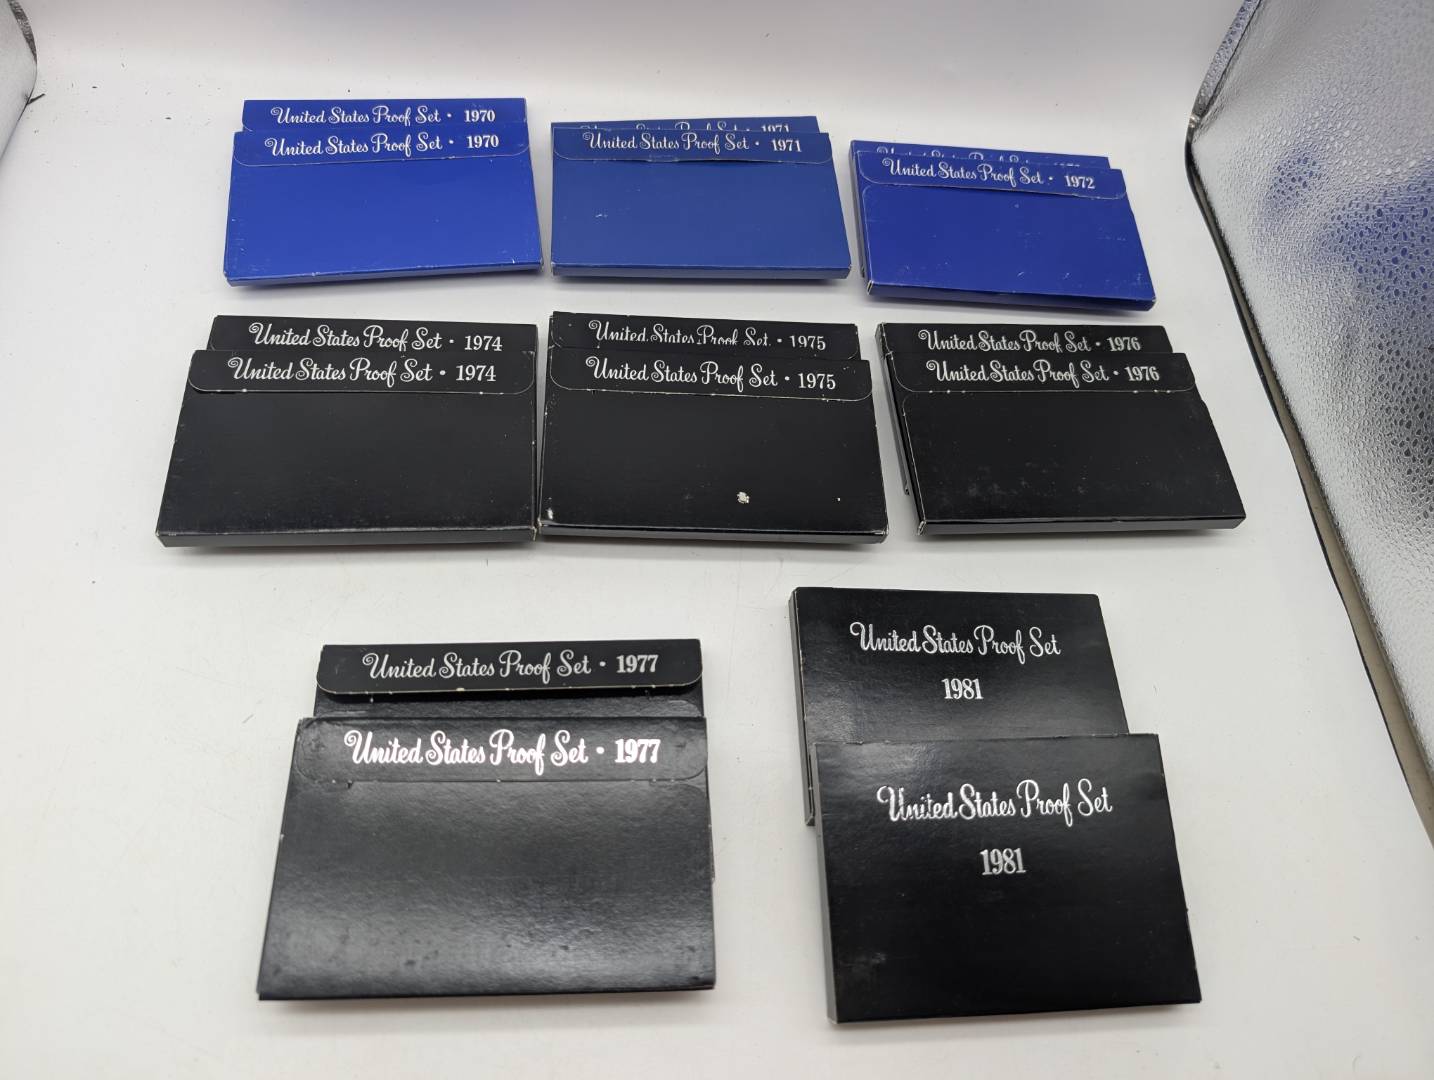 United States Proof Set • 1970
United States Proof Set • 1970
1971
United States Proof Set • 1971
United States Proof Set • 1972
United States Proof Set • 1974
United States Proof Set • 1974
United States Proof Set • 1975
United States Proof Set • 1975
United States Proof Set • 1976
United States Proof Set • 1976
United States Proof Set • 1977
United States Proof Set • 1977
United States Proof Set
1981
United States Proof Set
1981